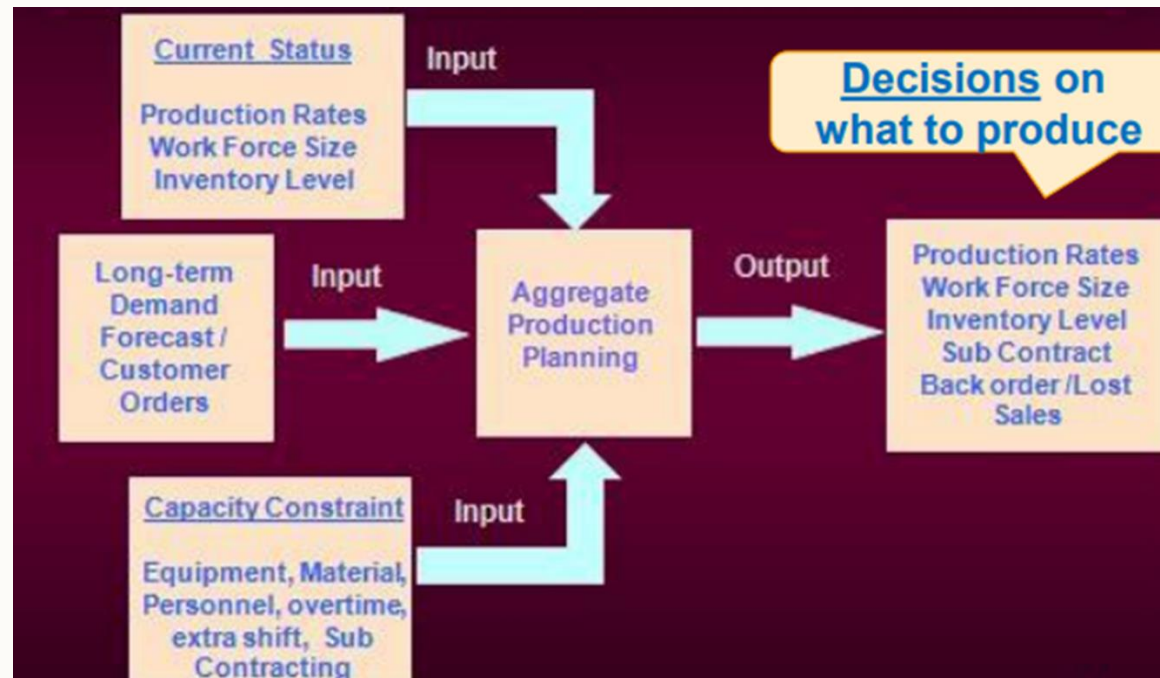 Current Status
Production Rates
Work Force Size
Inventory Level
Input
Decisions on
what to produce
Long-term
Demand
Forecast /
Customer
Orders
Input
Aggregate
Production
Planning
Output
Production Rates
Work Force Size
Inventory Level
Sub Contract
Back order /Lost
Sales
Capacity Constraint
Equipment, Material,
Personnel, overtime,
extra shift, Sub
Contracting
Input